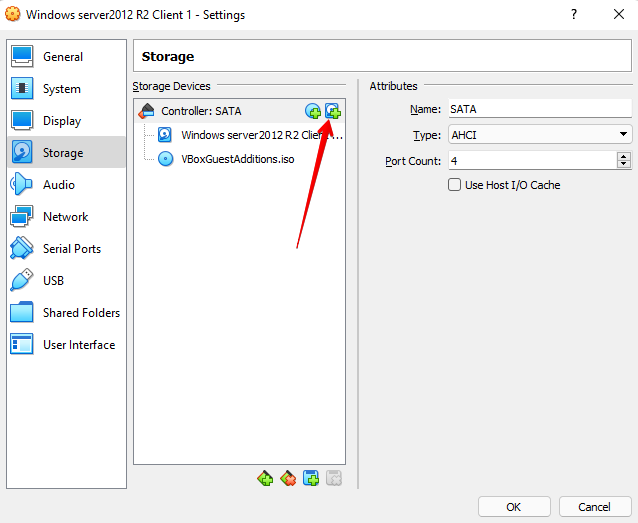 Windows server2012 R2 Client 1 - Settings
?
General
System
Display
Storage
Audio
Network
Serial Ports
USB
Shared Folders
User Interface
Storage
Storage Devices
Controller: SATA
Windows server2012 R2 Client ...
VBoxGuestAdditions.iso
Attributes
Name: SATA
Type: AHCI
Port Count: 4
Use Host I/O Cache
OK
Cancel